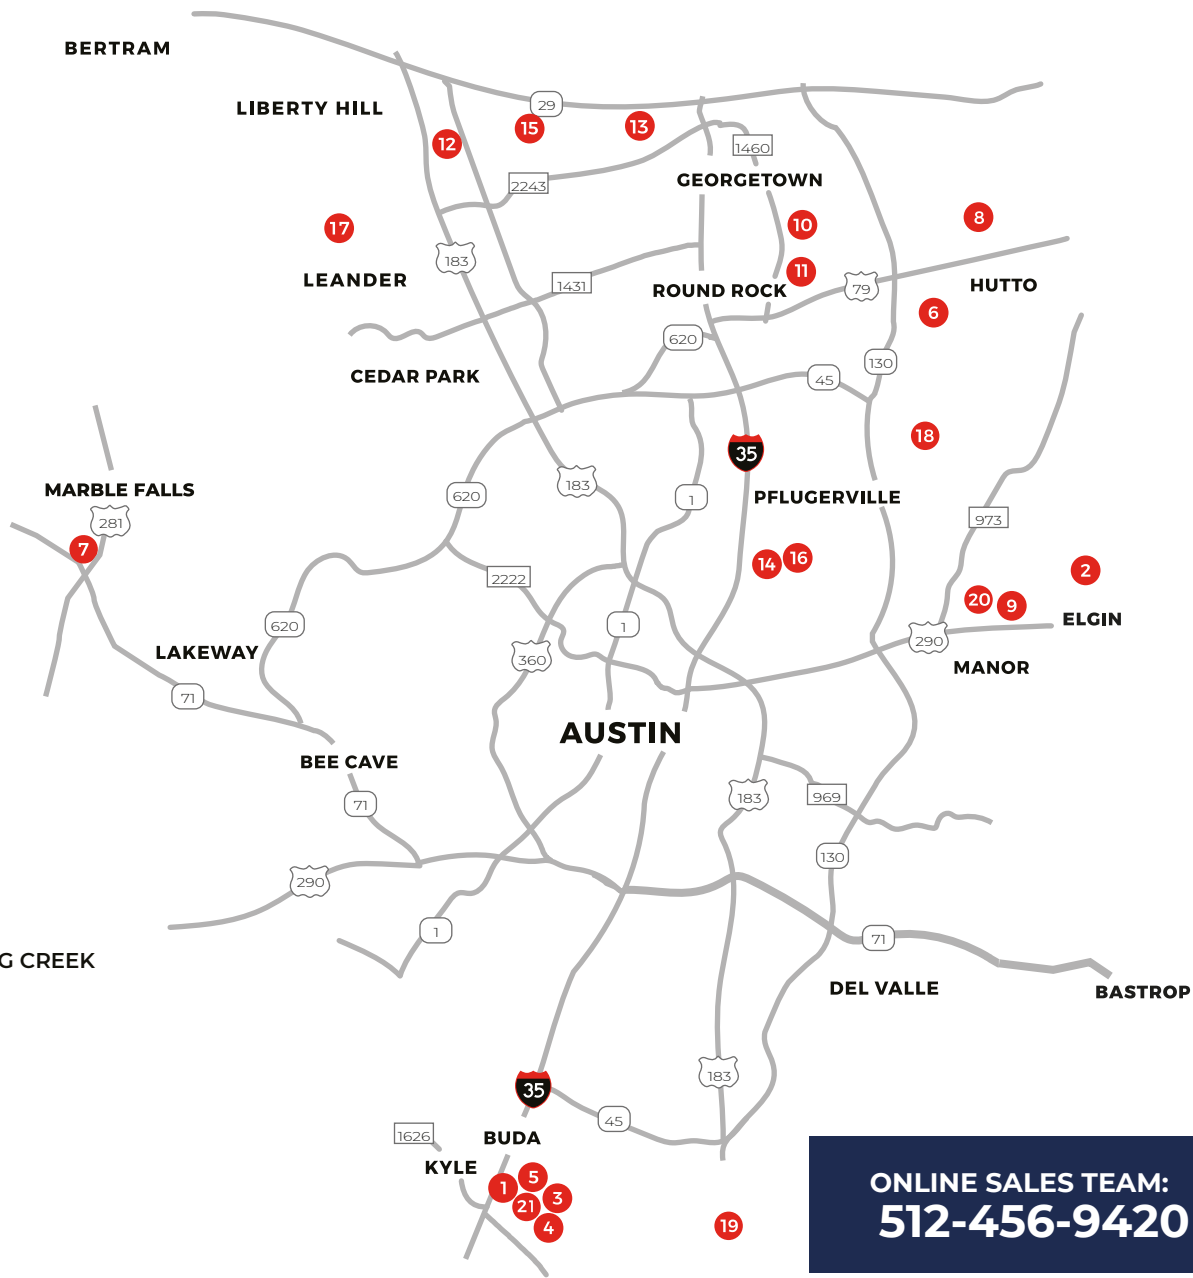 BERTRAM
LIBERTY HILL
29
15
13
12
1460
2243
GEORGETOWN
17
10
8
183
LEANDER
11
1431
ROUND ROCK
79
HUTTO
6
620
130
CEDAR PARK
45
18
35
183
MARBLE FALLS
620
1
PFLUGERVILLE
281
973
7
14
16
2
2222
20
9
620
1
ELGIN
290
LAKEWAY
360
MANOR
71
AUSTIN
BEE CAVE
183
969
71
130
290
1
71
G CREEK
DEL VALLE
BASTROP
183
35
45
1626
BUDA
KYLE
5
1
3
21
4
19
ONLINE SALES TEAM:
512-456-9420